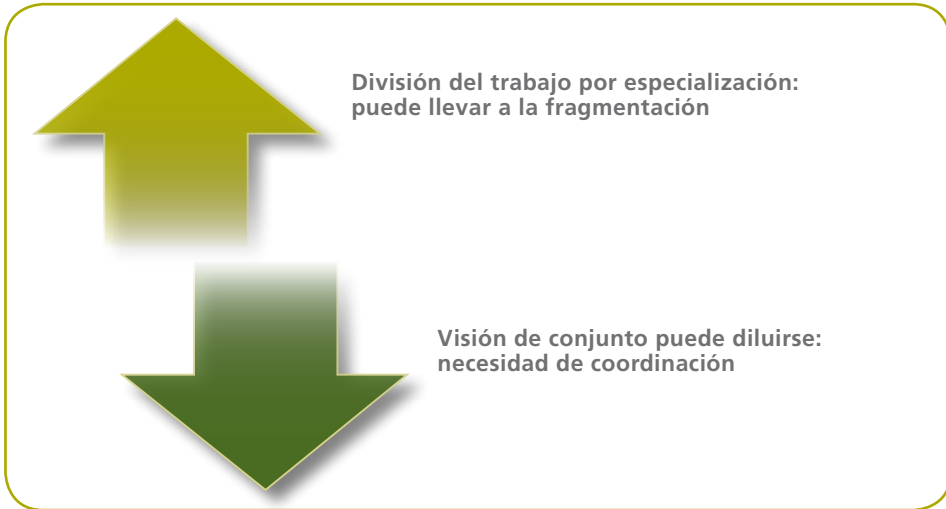 División del trabajo por especialización:
puede llevar a la fragmentación
Visión de conjunto puede diluirse:
necesidad de coordinación